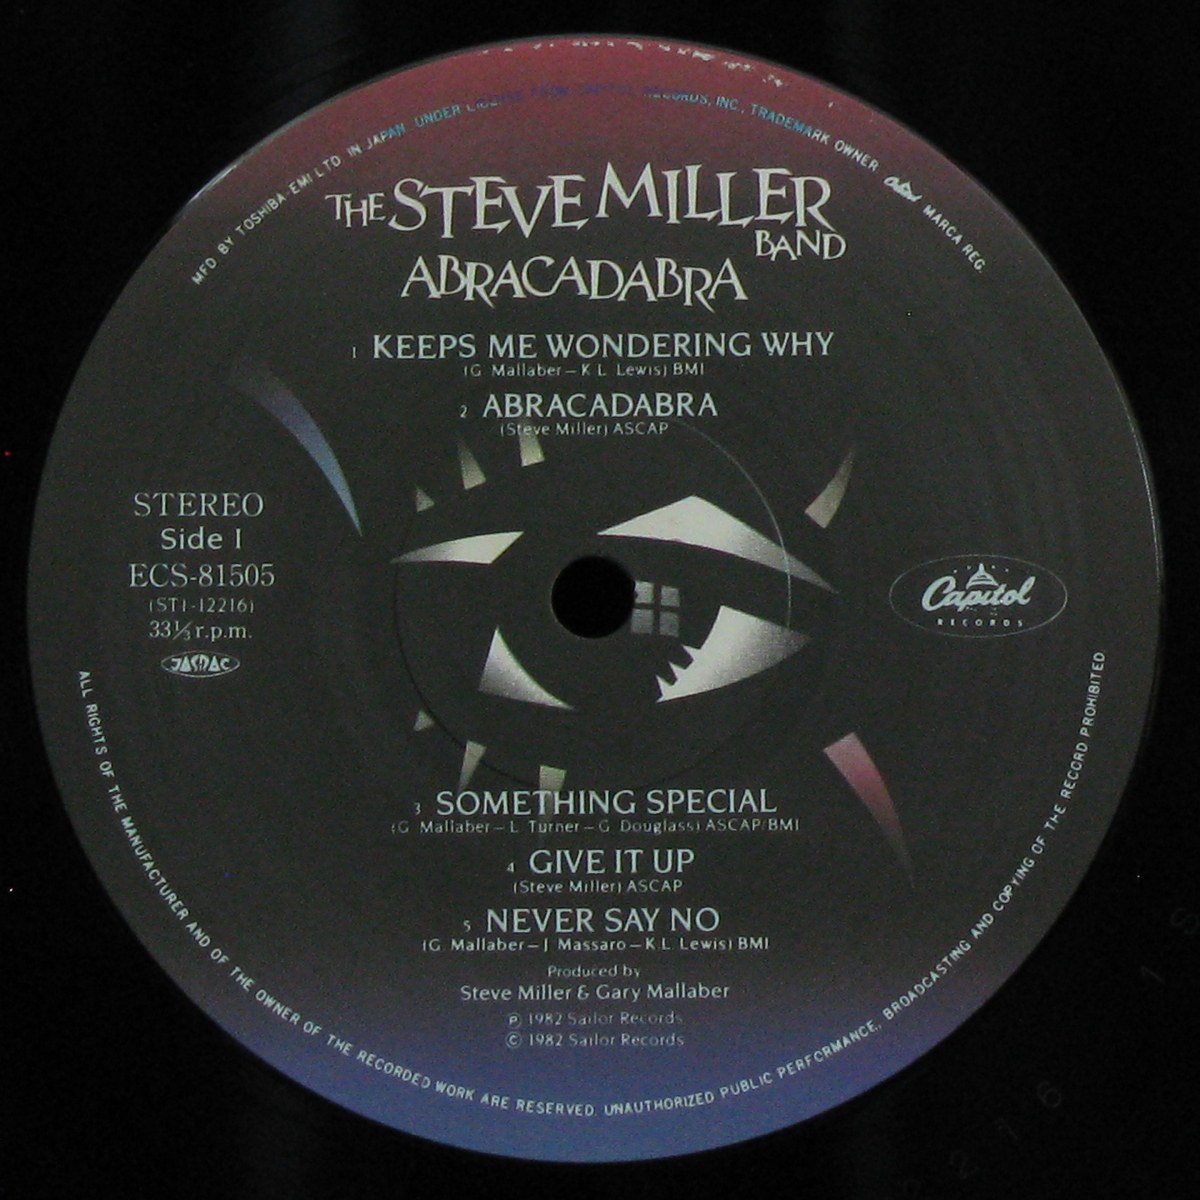 MFD. BY TOSHIBA-EMI LTD. IN JAPAN UNDER LICENSE FROM CAPITOL RECORDS, INC., TRADEMARK OWNER Capitol MARCA REG.
THE STEVE MILLER
BAND
ABRACADABRA
1 KEEPS ME WONDERING WHY
(G. Mallaber—K.L. Lewis) BMI
2 ABRACADABRA
(Steve Miller) ASCAP
STEREO
Side 1
ECS-81505
(ST1-12216)
33⅓ r.p.m.
JASRAC
Capitol
RECORDS
3 SOMETHING SPECIAL
(G. Mallaber—L. Turner—G. Douglass) ASCAP/BMI
4 GIVE IT UP
(Steve Miller) ASCAP
5 NEVER SAY NO
(G. Mallaber—J. Massaro—K.L. Lewis) BMI
Produced by
Steve Miller & Gary Mallaber
℗ 1982 Sailor Records
© 1982 Sailor Records
ALL RIGHTS OF THE MANUFACTURER AND OF THE OWNER OF THE RECORDED WORK ARE RESERVED. UNAUTHORIZED PUBLIC PERFORMANCE, BROADCASTING AND COPYING OF THE RECORD PROHIBITED.